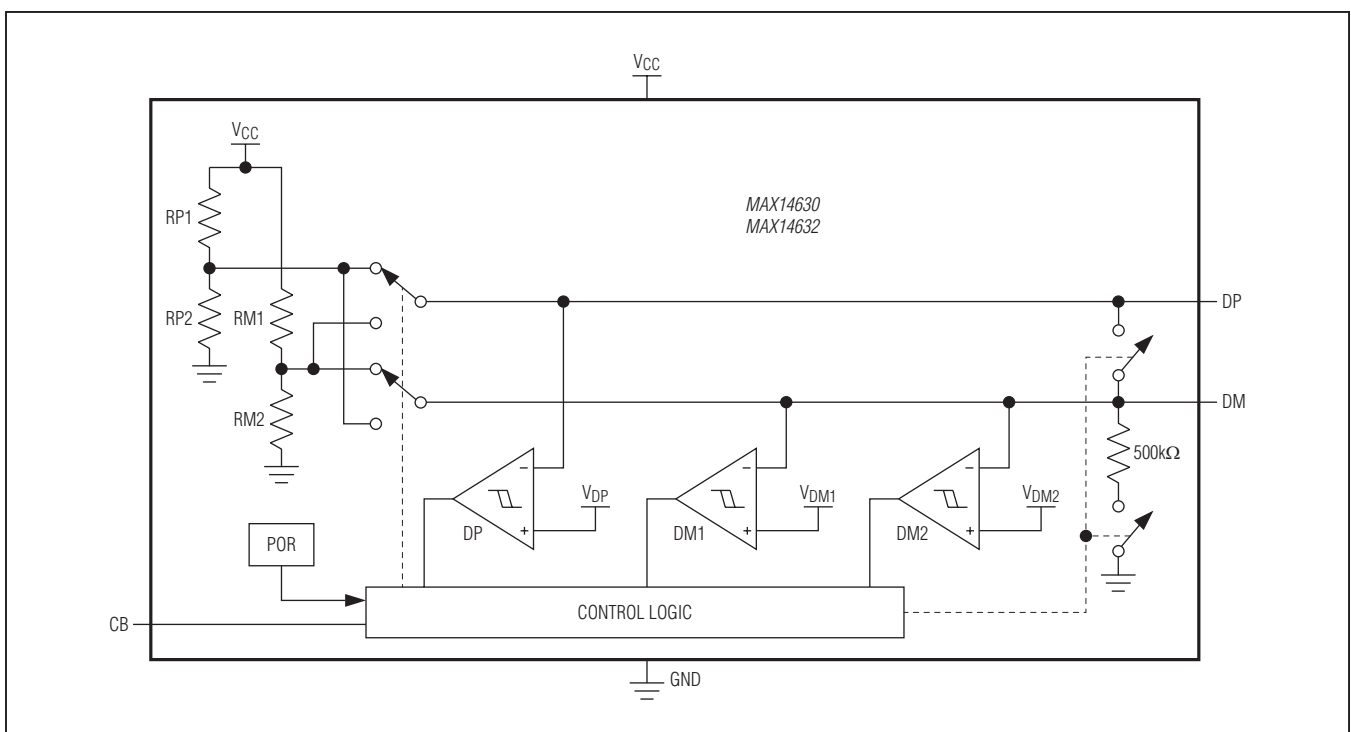 VCC
VCC
MAX14630
MAX14632
RP1
RP2
RM1
DP
RM2
DM
500kΩ
−
−
−
VDP
VDM1
VDM2
+
+
+
DP
DM1
DM2
POR
CONTROL LOGIC
CB
GND